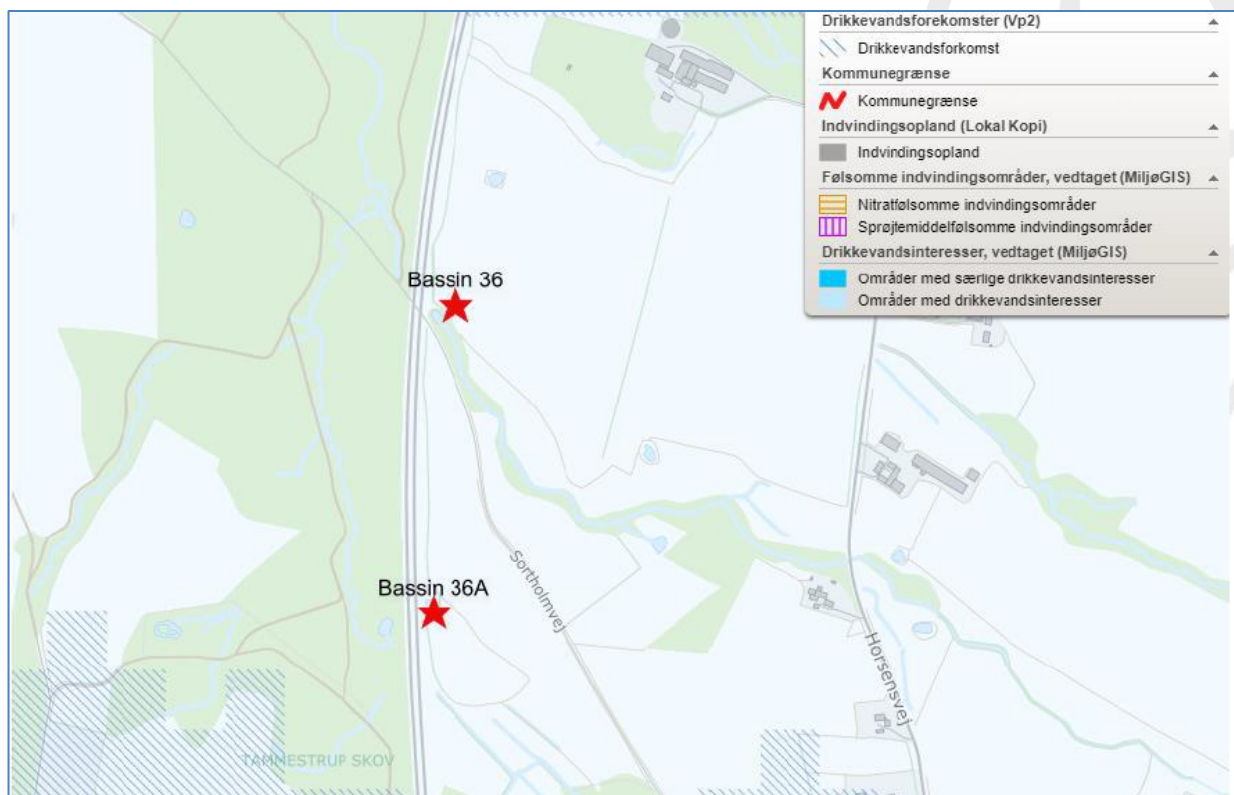 Drikkevandsforekomster (Vp2)
Drikkevandsforkomst
Kommunegrænse
Kommunegrænse
Indvindingsopland (Lokal Kopi)
Indvindingsopland
Følsomme indvindingsområder, vedtaget (MiljøGIS)
Nitratfølsomme indvindingsområder
Sprøjtemiddelfølsomme indvindingsområder
Drikkevandsinteresser, vedtaget (MiljøGIS)
Områder med særlige drikkevandsinteresser
Områder med drikkevandsinteresser
Bassin 36
Bassin 36A
Sortholmvej
Horsensvej
TAMMESTRUP SKOV